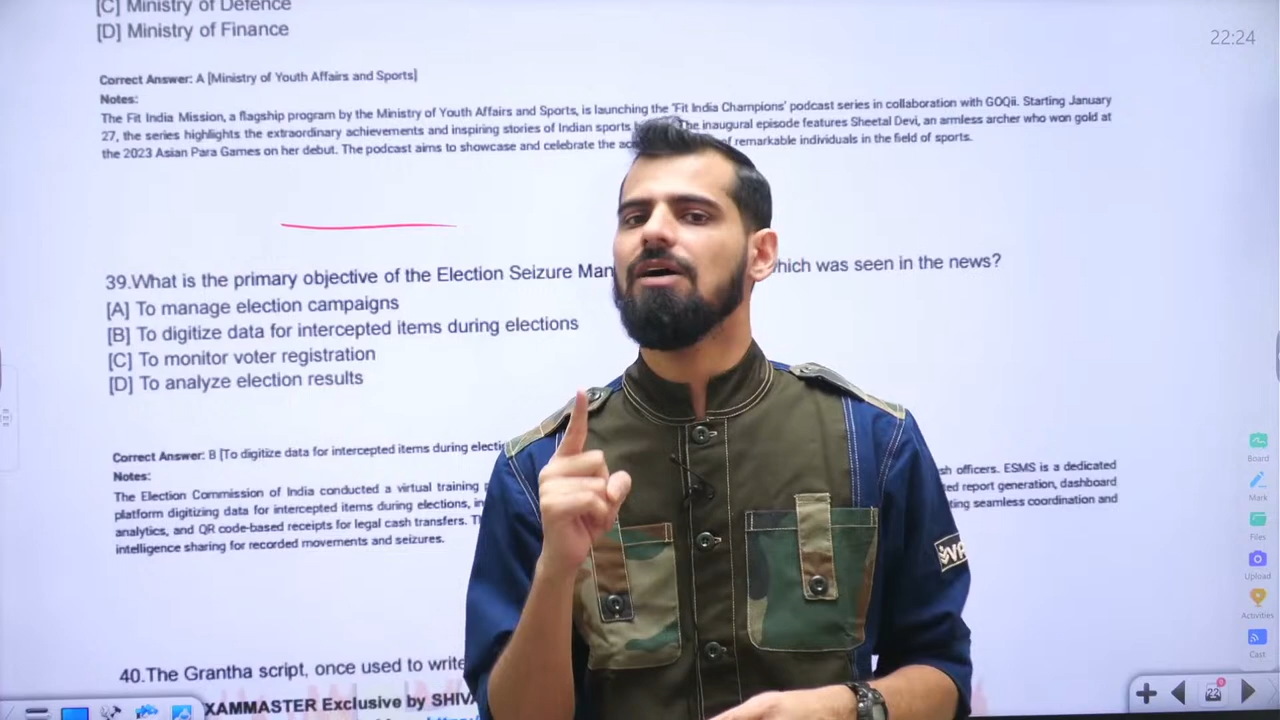 [C] Ministry of Defence
[D] Ministry of Finance
22:24
Correct Answer: A [Ministry of Youth Affairs and Sports]
Notes:
The Fit India Mission, a flagship program by the Ministry of Youth Affairs and Sports, is launching the 'Fit India Champions' podcast series in collaboration with GOQii. Starting January
27, the series highlights the extraordinary achievements and inspiring stories of Indian sports The inaugural episode features Sheetal Devi, an armless archer who won gold at
the 2023 Asian Para Games on her debut. The podcast aims to showcase and celebrate the remarkable individuals in the field of sports.
39.What is the primary objective of the Election Seizure which was seen in the news?
[A] To manage election campaigns
[B] To digitize data for intercepted items during elections
[C] To monitor voter registration
[D] To analyze election results
Correct Answer: B [To digitize data for intercepted items during
Notes:
The Election Commission of India conducted a virtual training officers. ESMS is a dedicated
platform digitizing data for intercepted items during elections, report generation, dashboard
analytics, and QR code-based receipts for legal cash transfers. seamless coordination and
intelligence sharing for recorded movements and seizures.
40.The Grantha script, once used to write
XAMMASTER Exclusive by
Board
Mark
Files
Upload
Activities
Cast
22